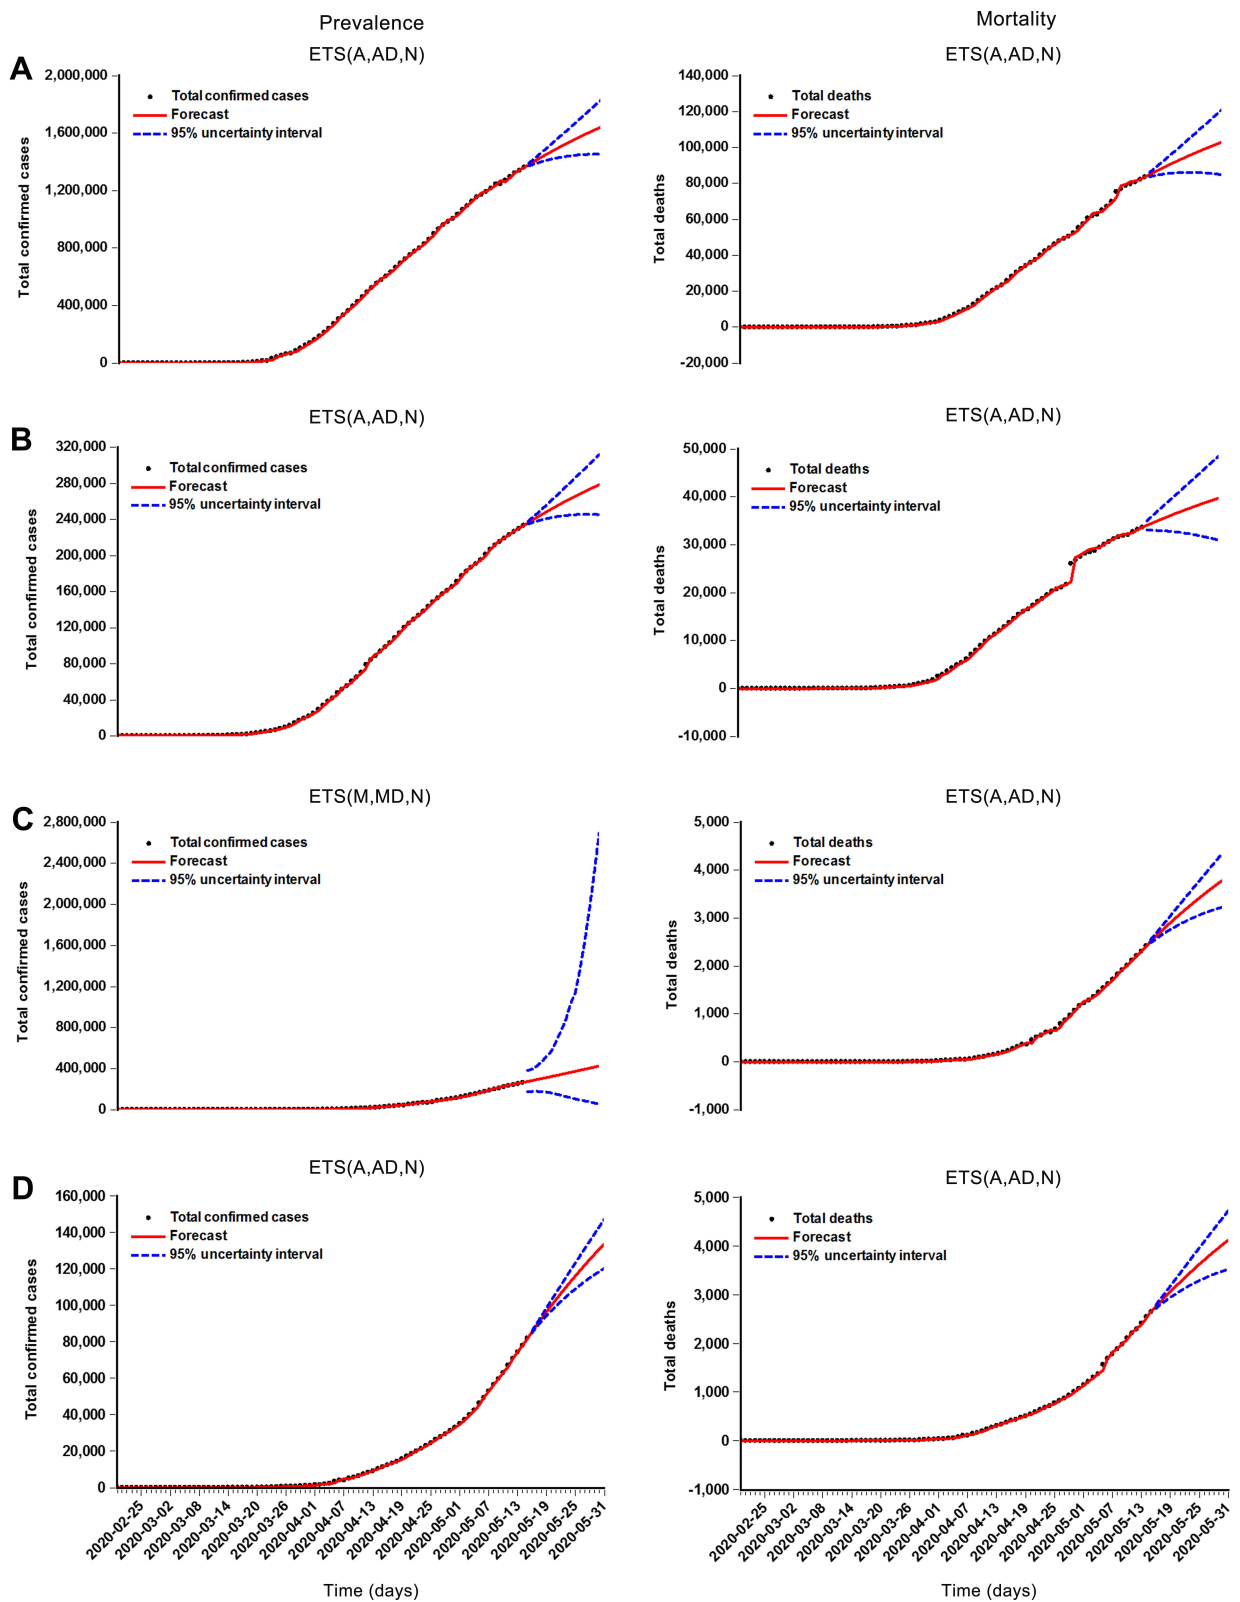 Prevalence
Mortality
A
ETS(A,AD,N)
2,000,000
1,600,000
1,200,000
800,000
400,000
0
Total confirmed cases
Total confirmed cases
Forecast
95% uncertainty interval
ETS(A,AD,N)
140,000
120,000
100,000
80,000
60,000
40,000
20,000
0
-20,000
Total deaths
Total deaths
Forecast
95% uncertainty interval
B
ETS(A,AD,N)
320,000
280,000
240,000
200,000
160,000
120,000
80,000
40,000
0
Total confirmed cases
Total confirmed cases
Forecast
95% uncertainty interval
ETS(A,AD,N)
50,000
40,000
30,000
20,000
10,000
0
-10,000
Total deaths
Total deaths
Forecast
95% uncertainty interval
C
ETS(M,MD,N)
2,800,000
2,400,000
2,000,000
1,600,000
1,200,000
800,000
400,000
0
Total confirmed cases
Total confirmed cases
Forecast
95% uncertainty interval
ETS(A,AD,N)
5,000
4,000
3,000
2,000
1,000
0
-1,000
Total deaths
Total deaths
Forecast
95% uncertainty interval
D
ETS(A,AD,N)
160,000
140,000
120,000
100,000
80,000
60,000
40,000
20,000
0
Total confirmed cases
Total confirmed cases
Forecast
95% uncertainty interval
2020-02-25
2020-03-02
2020-03-08
2020-03-14
2020-03-20
2020-03-26
2020-04-01
2020-04-07
2020-04-13
2020-04-19
2020-04-25
2020-05-01
2020-05-07
2020-05-13
2020-05-19
2020-05-25
2020-05-31
Time (days)
ETS(A,AD,N)
5,000
4,000
3,000
2,000
1,000
0
-1,000
Total deaths
Total deaths
Forecast
95% uncertainty interval
2020-02-25
2020-03-02
2020-03-08
2020-03-14
2020-03-20
2020-03-26
2020-04-01
2020-04-07
2020-04-13
2020-04-19
2020-04-25
2020-05-01
2020-05-07
2020-05-13
2020-05-19
2020-05-25
2020-05-31
Time (days)